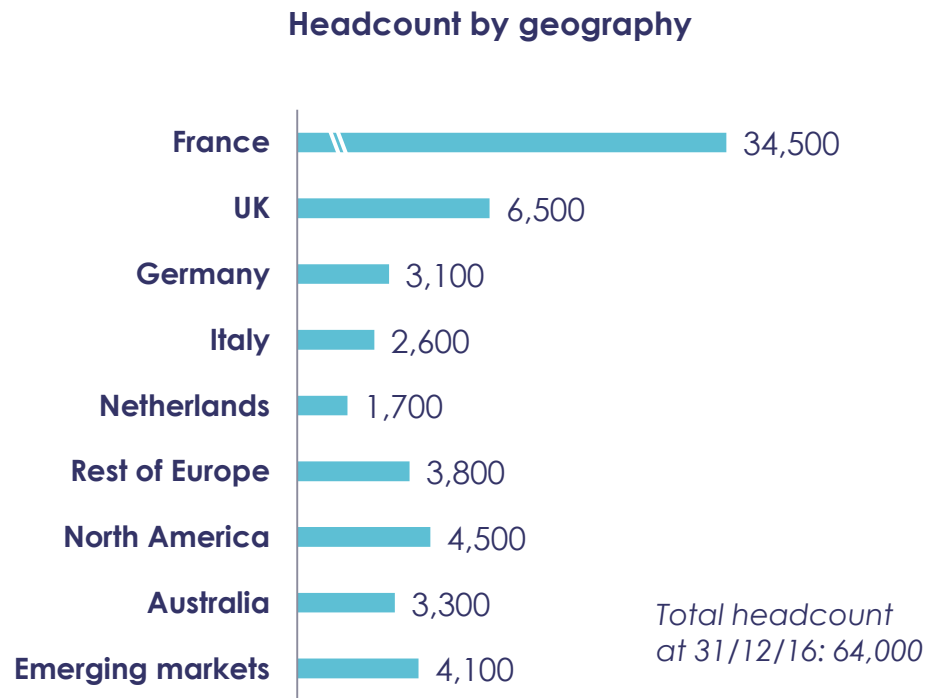 Headcount by geography
France 34,500
UK 6,500
Germany 3,100
Italy 2,600
Netherlands 1,700
Rest of Europe 3,800
North America 4,500
Australia 3,300
Emerging markets 4,100
Total headcount
at 31/12/16: 64,000